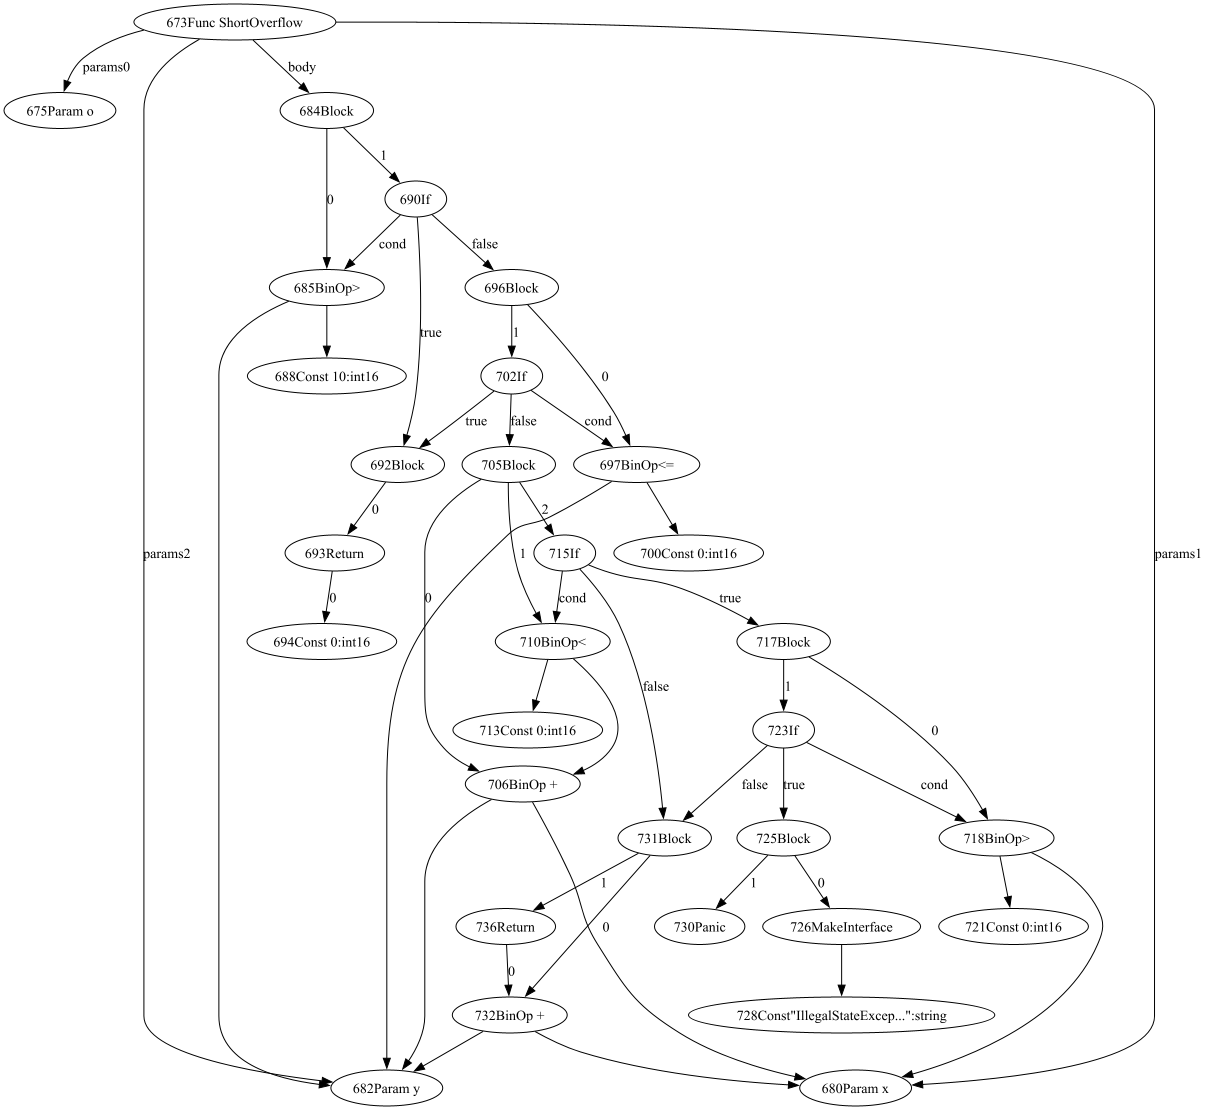 673Func ShortOverflow
params0
body
675Param o
684Block
1
690If
0
cond
false
685BinOp>
696Block
true
1
0
688Const 10:int16
702If
true
false
cond
692Block
705Block
697BinOp<=
0
2
params2
693Return
1
715If
700Const 0:int16
params1
0
0
cond
true
694Const 0:int16
710BinOp<
717Block
false
1
713Const 0:int16
723If
0
706BinOp +
false
true
cond
731Block
725Block
718BinOp>
1
1
0
736Return
0
730Panic
726MakeInterface
721Const 0:int16
0
732BinOp +
728Const"IllegalStateExcep...":string
682Param y
680Param x